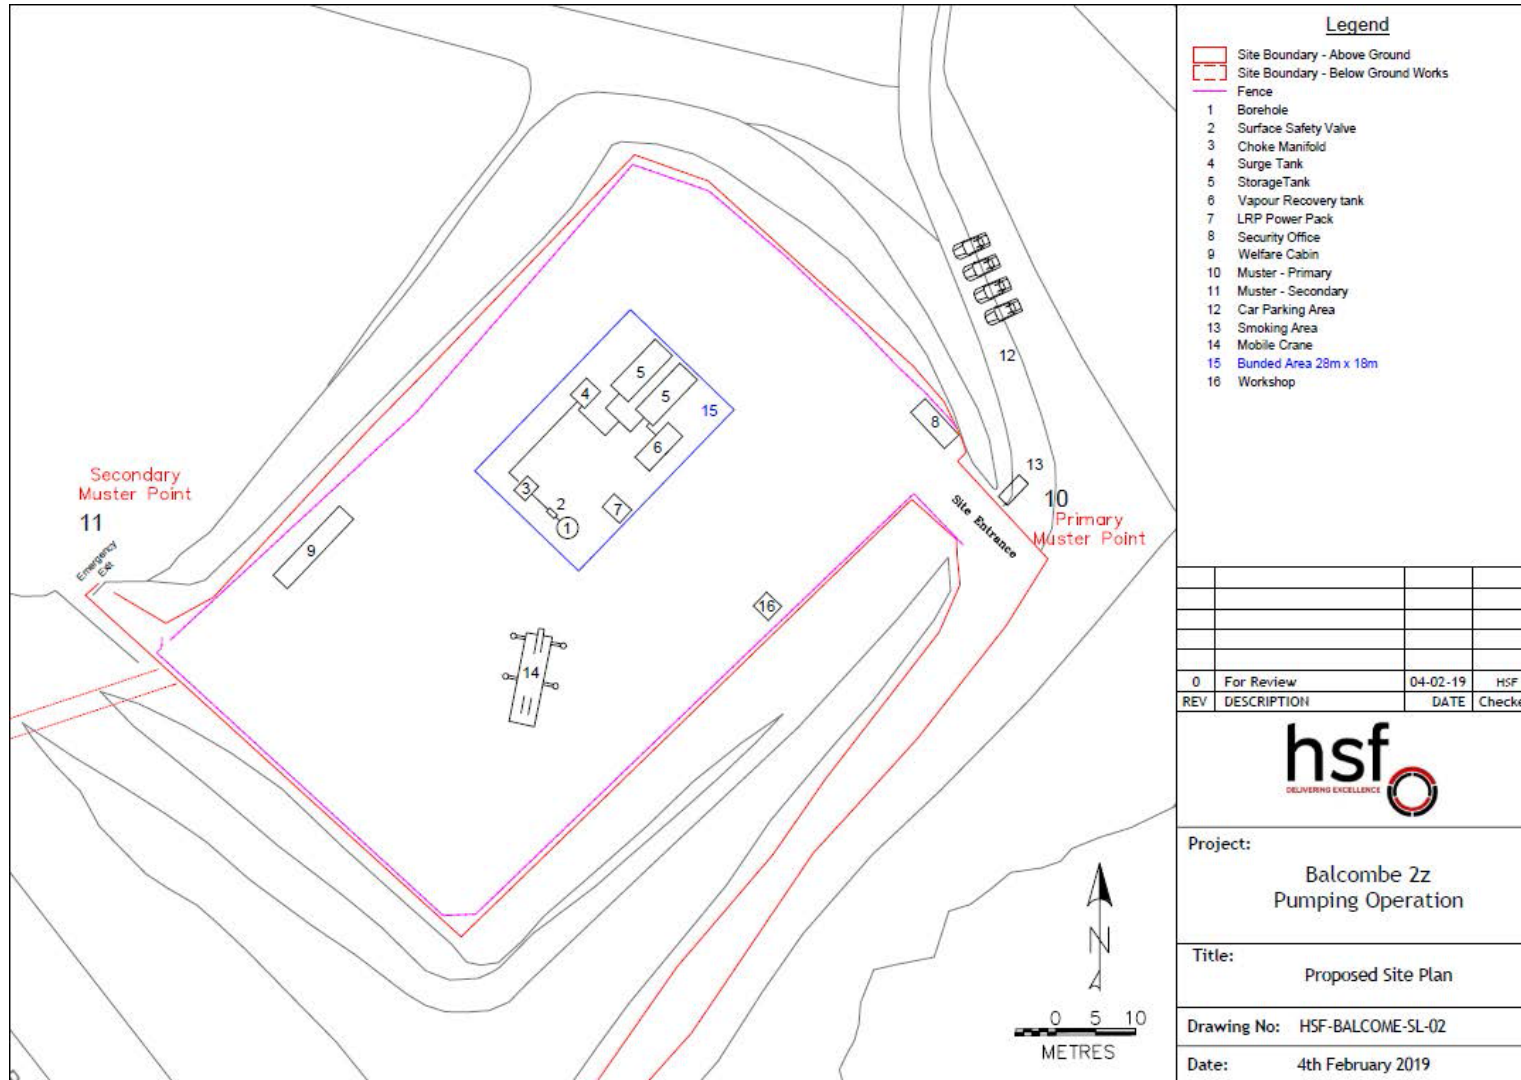 Legend
Site Boundary - Above Ground
Site Boundary - Below Ground Works
Fence
1 Borehole
2 Surface Safety Valve
3 Choke Manifold
4 Surge Tank
5 StorageTank
6 Vapour Recovery tank
7 LRP Power Pack
8 Security Office
9 Welfare Cabin
10 Muster - Primary
11 Muster - Secondary
12 Car Parking Area
13 Smoking Area
14 Mobile Crane
15 Bunded Area 28m x 18m
16 Workshop
12
5
4
5
15
8
6
13
Secondary
Muster Point
11
3
2
10
7
1
Site Entrance
Primary
Muster Point
9
Emergency
Exit
16
14
0 For Review 04-02-19 HSF
REV DESCRIPTION DATE Checke
hsf
DELIVERING EXCELLENCE
Project:
Balcombe 2z
Pumping Operation
N
Title:
Proposed Site Plan
0 5 10
METRES
Drawing No: HSF-BALCOME-SL-02
Date: 4th February 2019